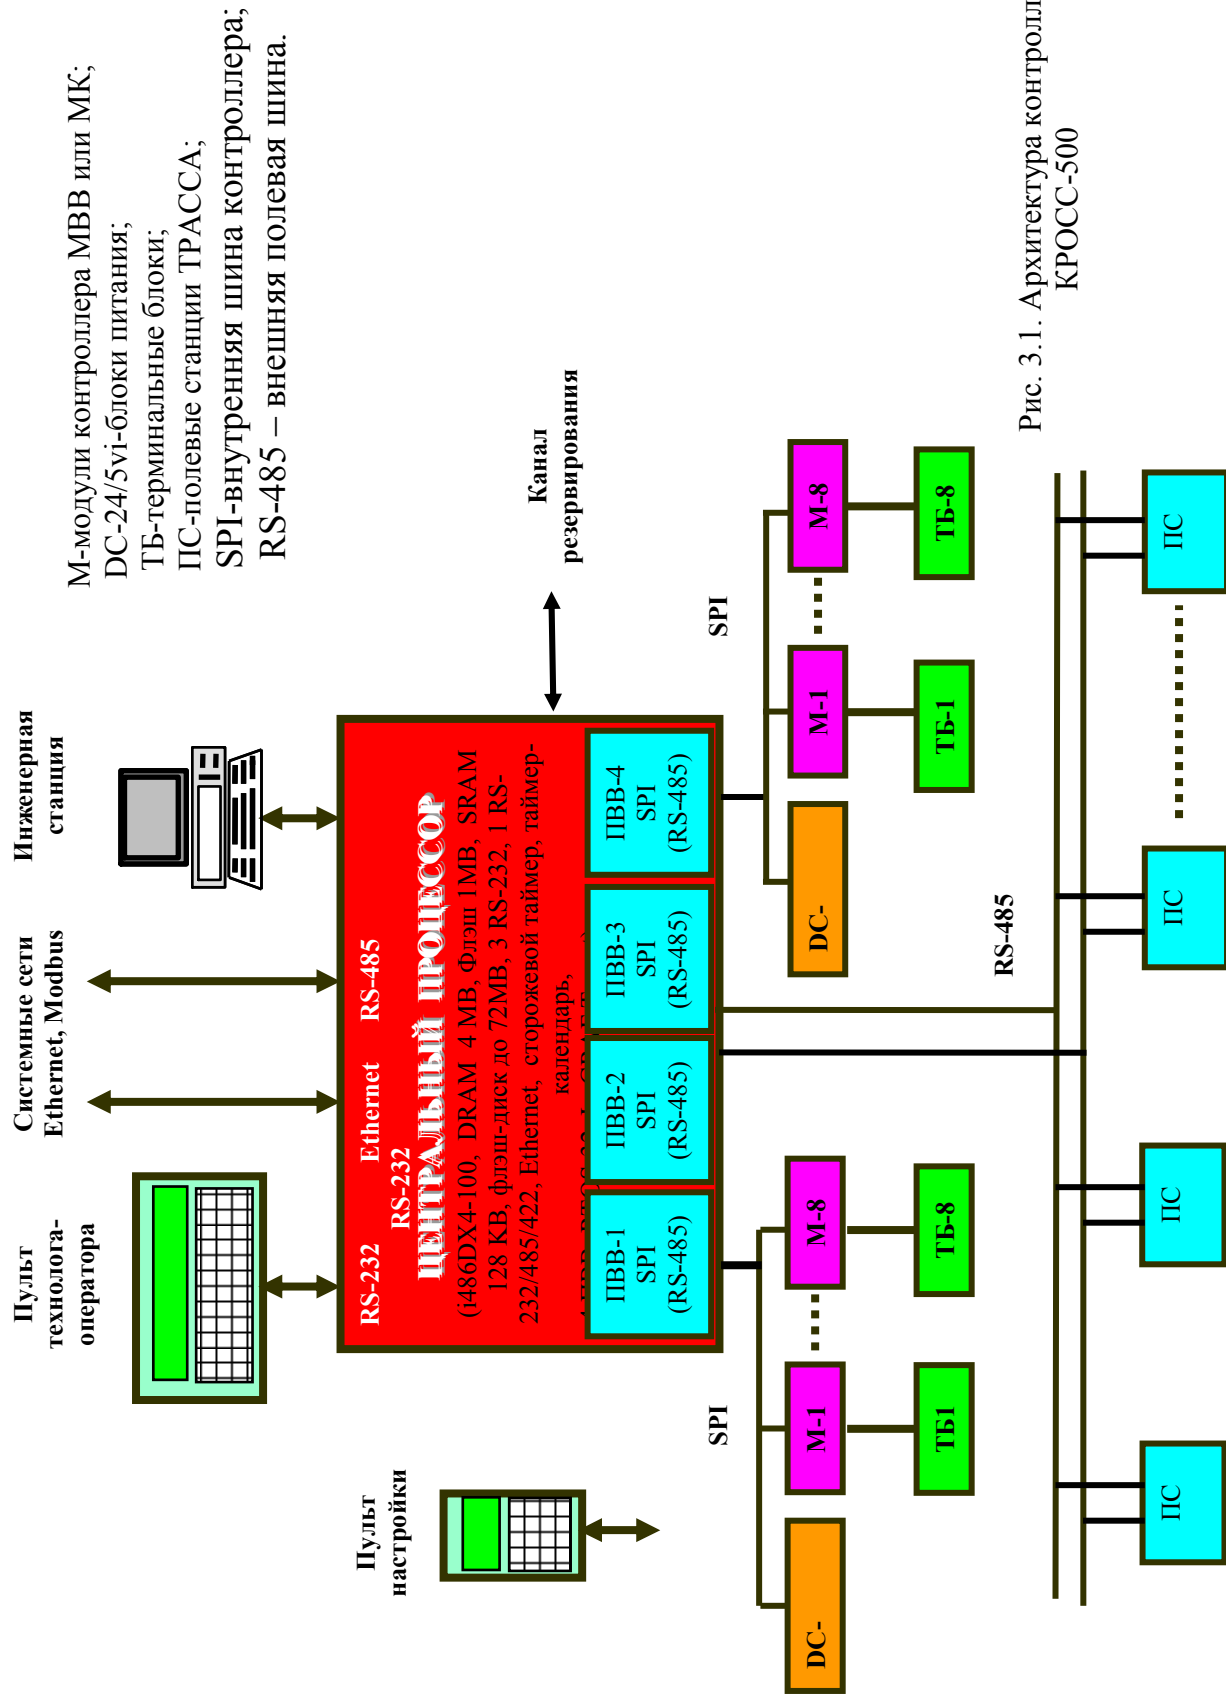 Пульт
технолога-
оператора
Системные сети
Ethernet, Modbus
Инженерная
станция
М-модули контроллера МВВ или МК;
DC-24/5vi-блоки питания;
ТБ-терминальные блоки;
ПС-полевые станции ТРАССА;
SPI-внутренняя шина контроллера;
RS-485 – внешняя полевая шина.
Пульт
настройки
RS-232 Ethernet RS-485
RS-232
ЦЕНТРАЛЬНЫЙ ПРОЦЕССОР
(i486DX4-100, DRAM 4 MB, Флэш 1MB, SRAM
128 KB, флэш-диск до 72MB, 3 RS-232, 1 RS-
232/485/422, Ethernet, сторожевой таймер, таймер-
календарь,
ПВВ-1
SPI
(RS-485)
ПВВ-2
SPI
(RS-485)
ПВВ-3
SPI
(RS-485)
ПВВ-4
SPI
(RS-485)
Канал
резервирования
SPI
SPI
DC-
М-1
М-8
DC-
М-1
М-8
ТБ1
ТБ-8
ТБ-1
ТБ-8
RS-485
ПС
ПС
ПС
ПС
Рис. 3.1. Архитектура контролл
КРОСС-500